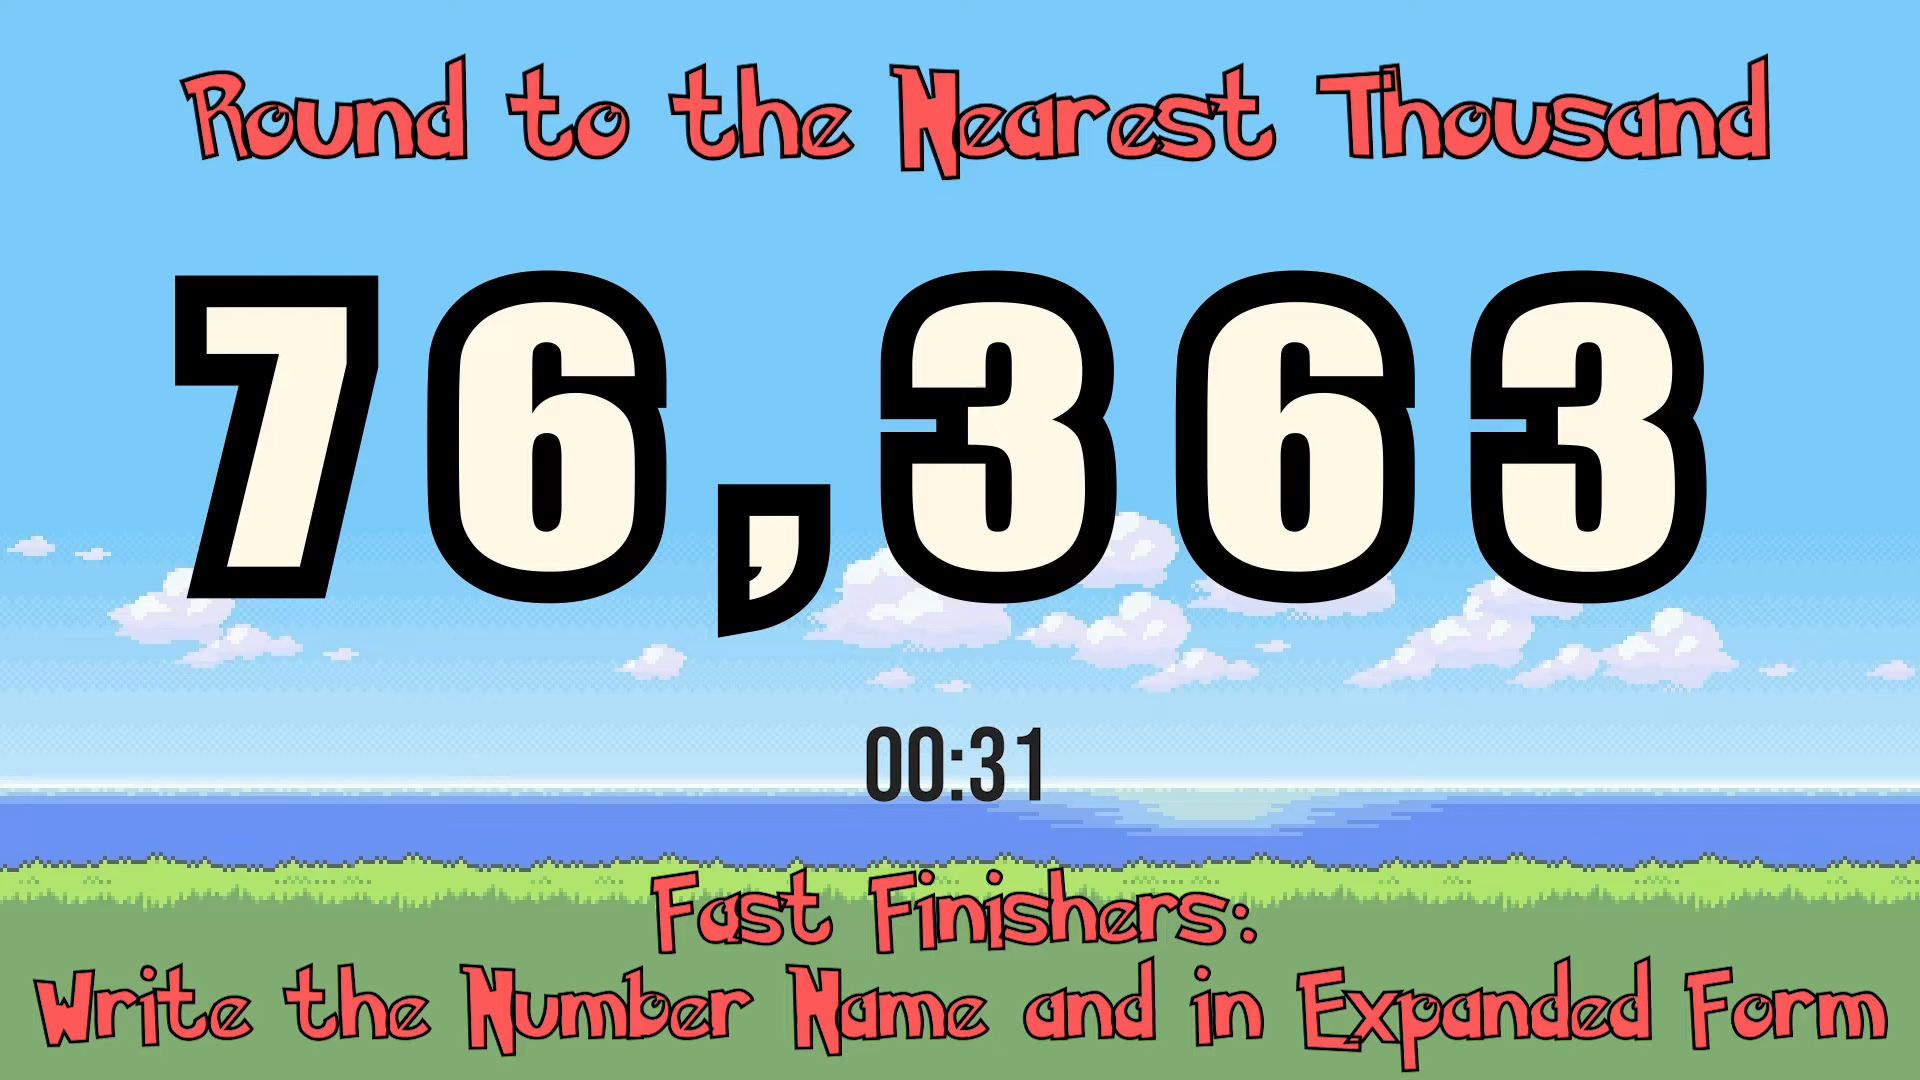 Round to the Nearest Thousand
76,363
00:31
Fast Finishers:
Write the Number Name and in Expanded Form